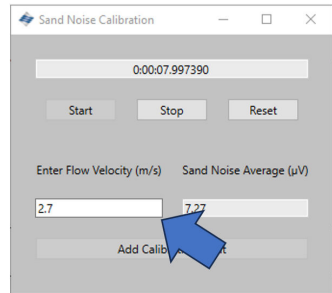 Sand Noise Calibration
0:00:07.997390
Start Stop Reset
Enter Flow Velocity (m/s) Sand Noise Average (µV)
2.7 7.27
Add